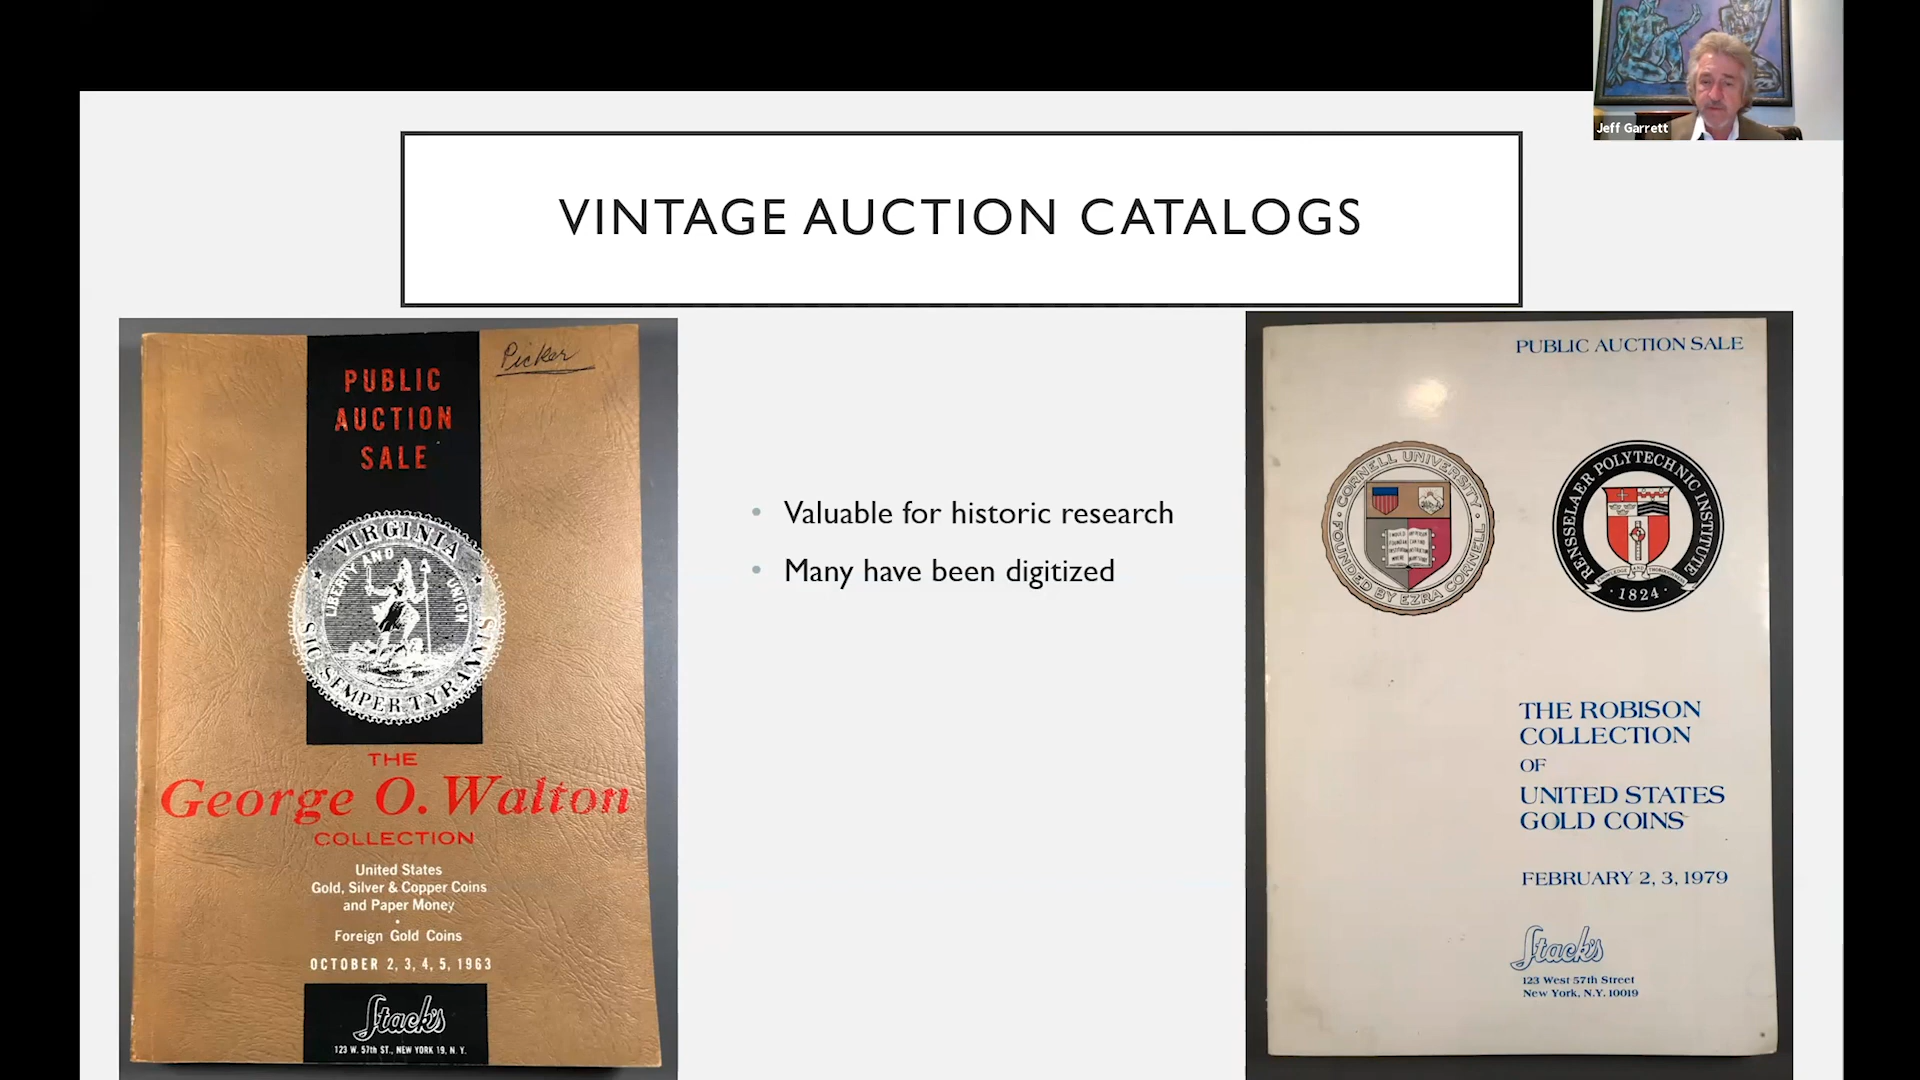 Jeff Garrett
VINTAGE AUCTION CATALOGS
Picker
PUBLIC
AUCTION
SALE
VIRGINIA
LIBERTY AND UNION
SIC SEMPER TYRANNIS
THE
George O. Walton
COLLECTION
United States
Gold, Silver & Copper Coins
and Paper Money
Foreign Gold Coins
OCTOBER 2, 3, 4, 5, 1963
Stack's
123 W. 57th ST., NEW YORK 19, N. Y.
• Valuable for historic research
• Many have been digitized
PUBLIC AUCTION SALE
CORNELL UNIVERSITY
FOUNDED BY EZRA CORNELL
RENSSELAER POLYTECHNIC INSTITUTE
· 1824 ·
THE ROBISON
COLLECTION
OF
UNITED STATES
GOLD COINS
FEBRUARY 2, 3, 1979
Stack's
123 West 57th Street
New York, N.Y. 10019